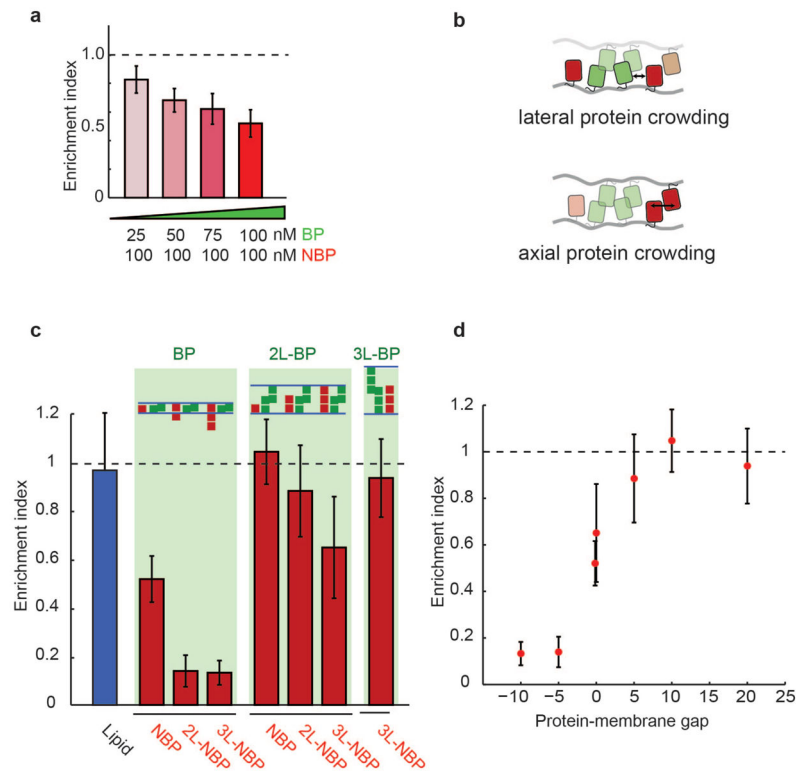 a
Enrichment index
1.0
0.5
0
25 50 75 100 nM BP
100 100 100 100 nM NBP
b
lateral protein crowding
axial protein crowding
c
BP 2L-BP 3L-BP
Enrichment index
1.2
1
0.8
0.6
0.4
0.2
0
Lipid NBP 2L-NBP 3L-NBP NBP 2L-NBP 3L-NBP 3L-NBP
d
Enrichment index
1.2
1
0.8
0.6
0.4
0.2
0
−10 −5 0 5 10 15 20 25
Protein-membrane gap